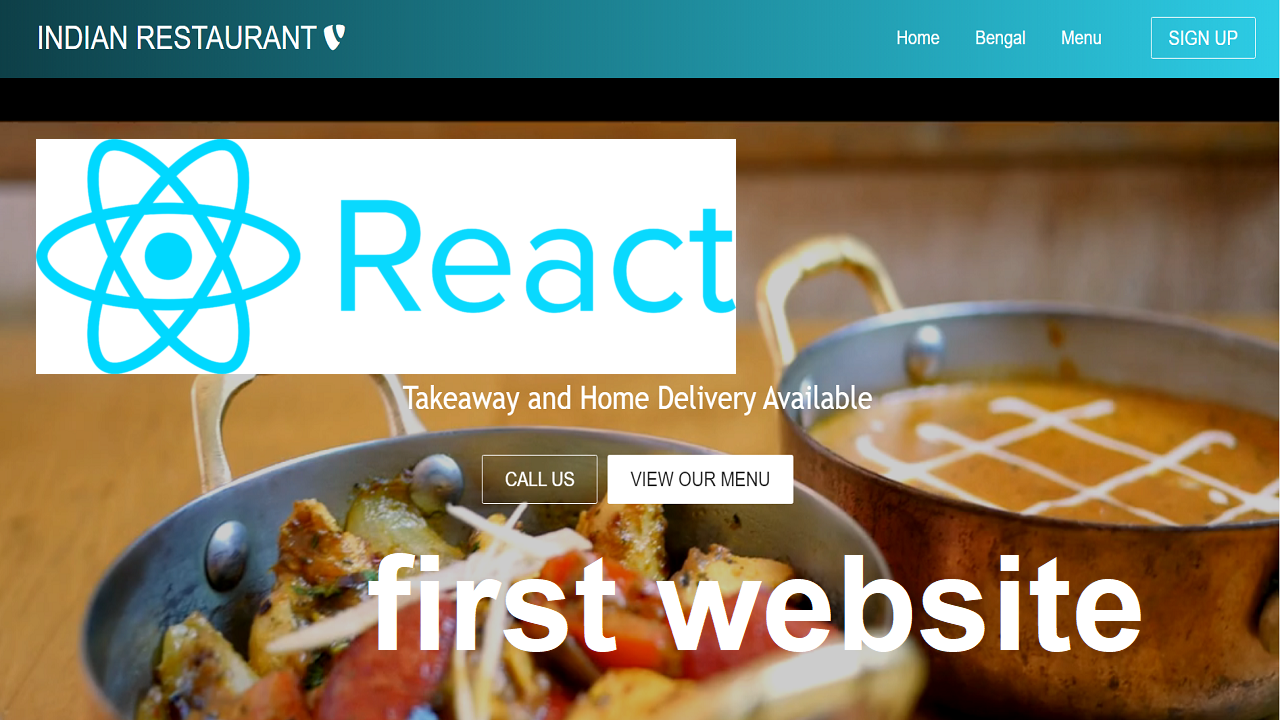 INDIAN RESTAURANT
Home Bengal Menu SIGN UP
React
Takeaway and Home Delivery Available
CALL US VIEW OUR MENU
first website